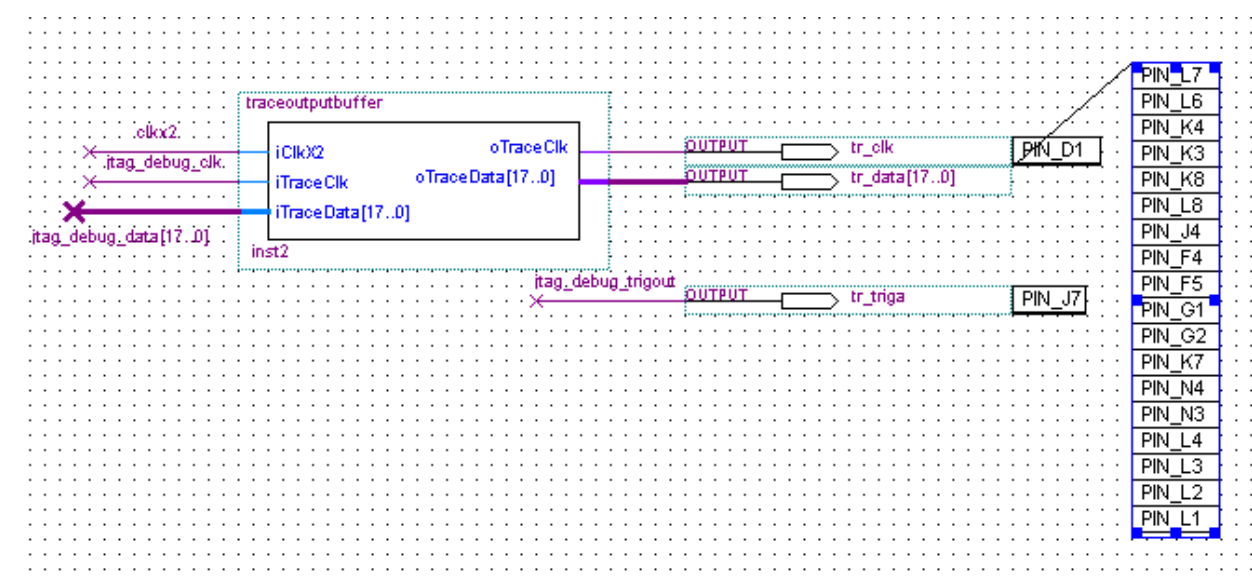 traceoutputbuffer
clkx2
jtag_debug_clk
jtag_debug_data[17..0]
iClkX2
iTraceClk
iTraceData[17..0]
oTraceClk
oTraceData[17..0]
inst2
OUTPUT
tr_clk
PIN_D1
OUTPUT
tr_data[17..0]
jtag_debug_trigout
OUTPUT
tr_triga
PIN_J7
PIN_L7
PIN_L6
PIN_K4
PIN_K3
PIN_K8
PIN_L8
PIN_J4
PIN_F4
PIN_F5
PIN_G1
PIN_G2
PIN_K7
PIN_N4
PIN_N3
PIN_L4
PIN_L3
PIN_L2
PIN_L1